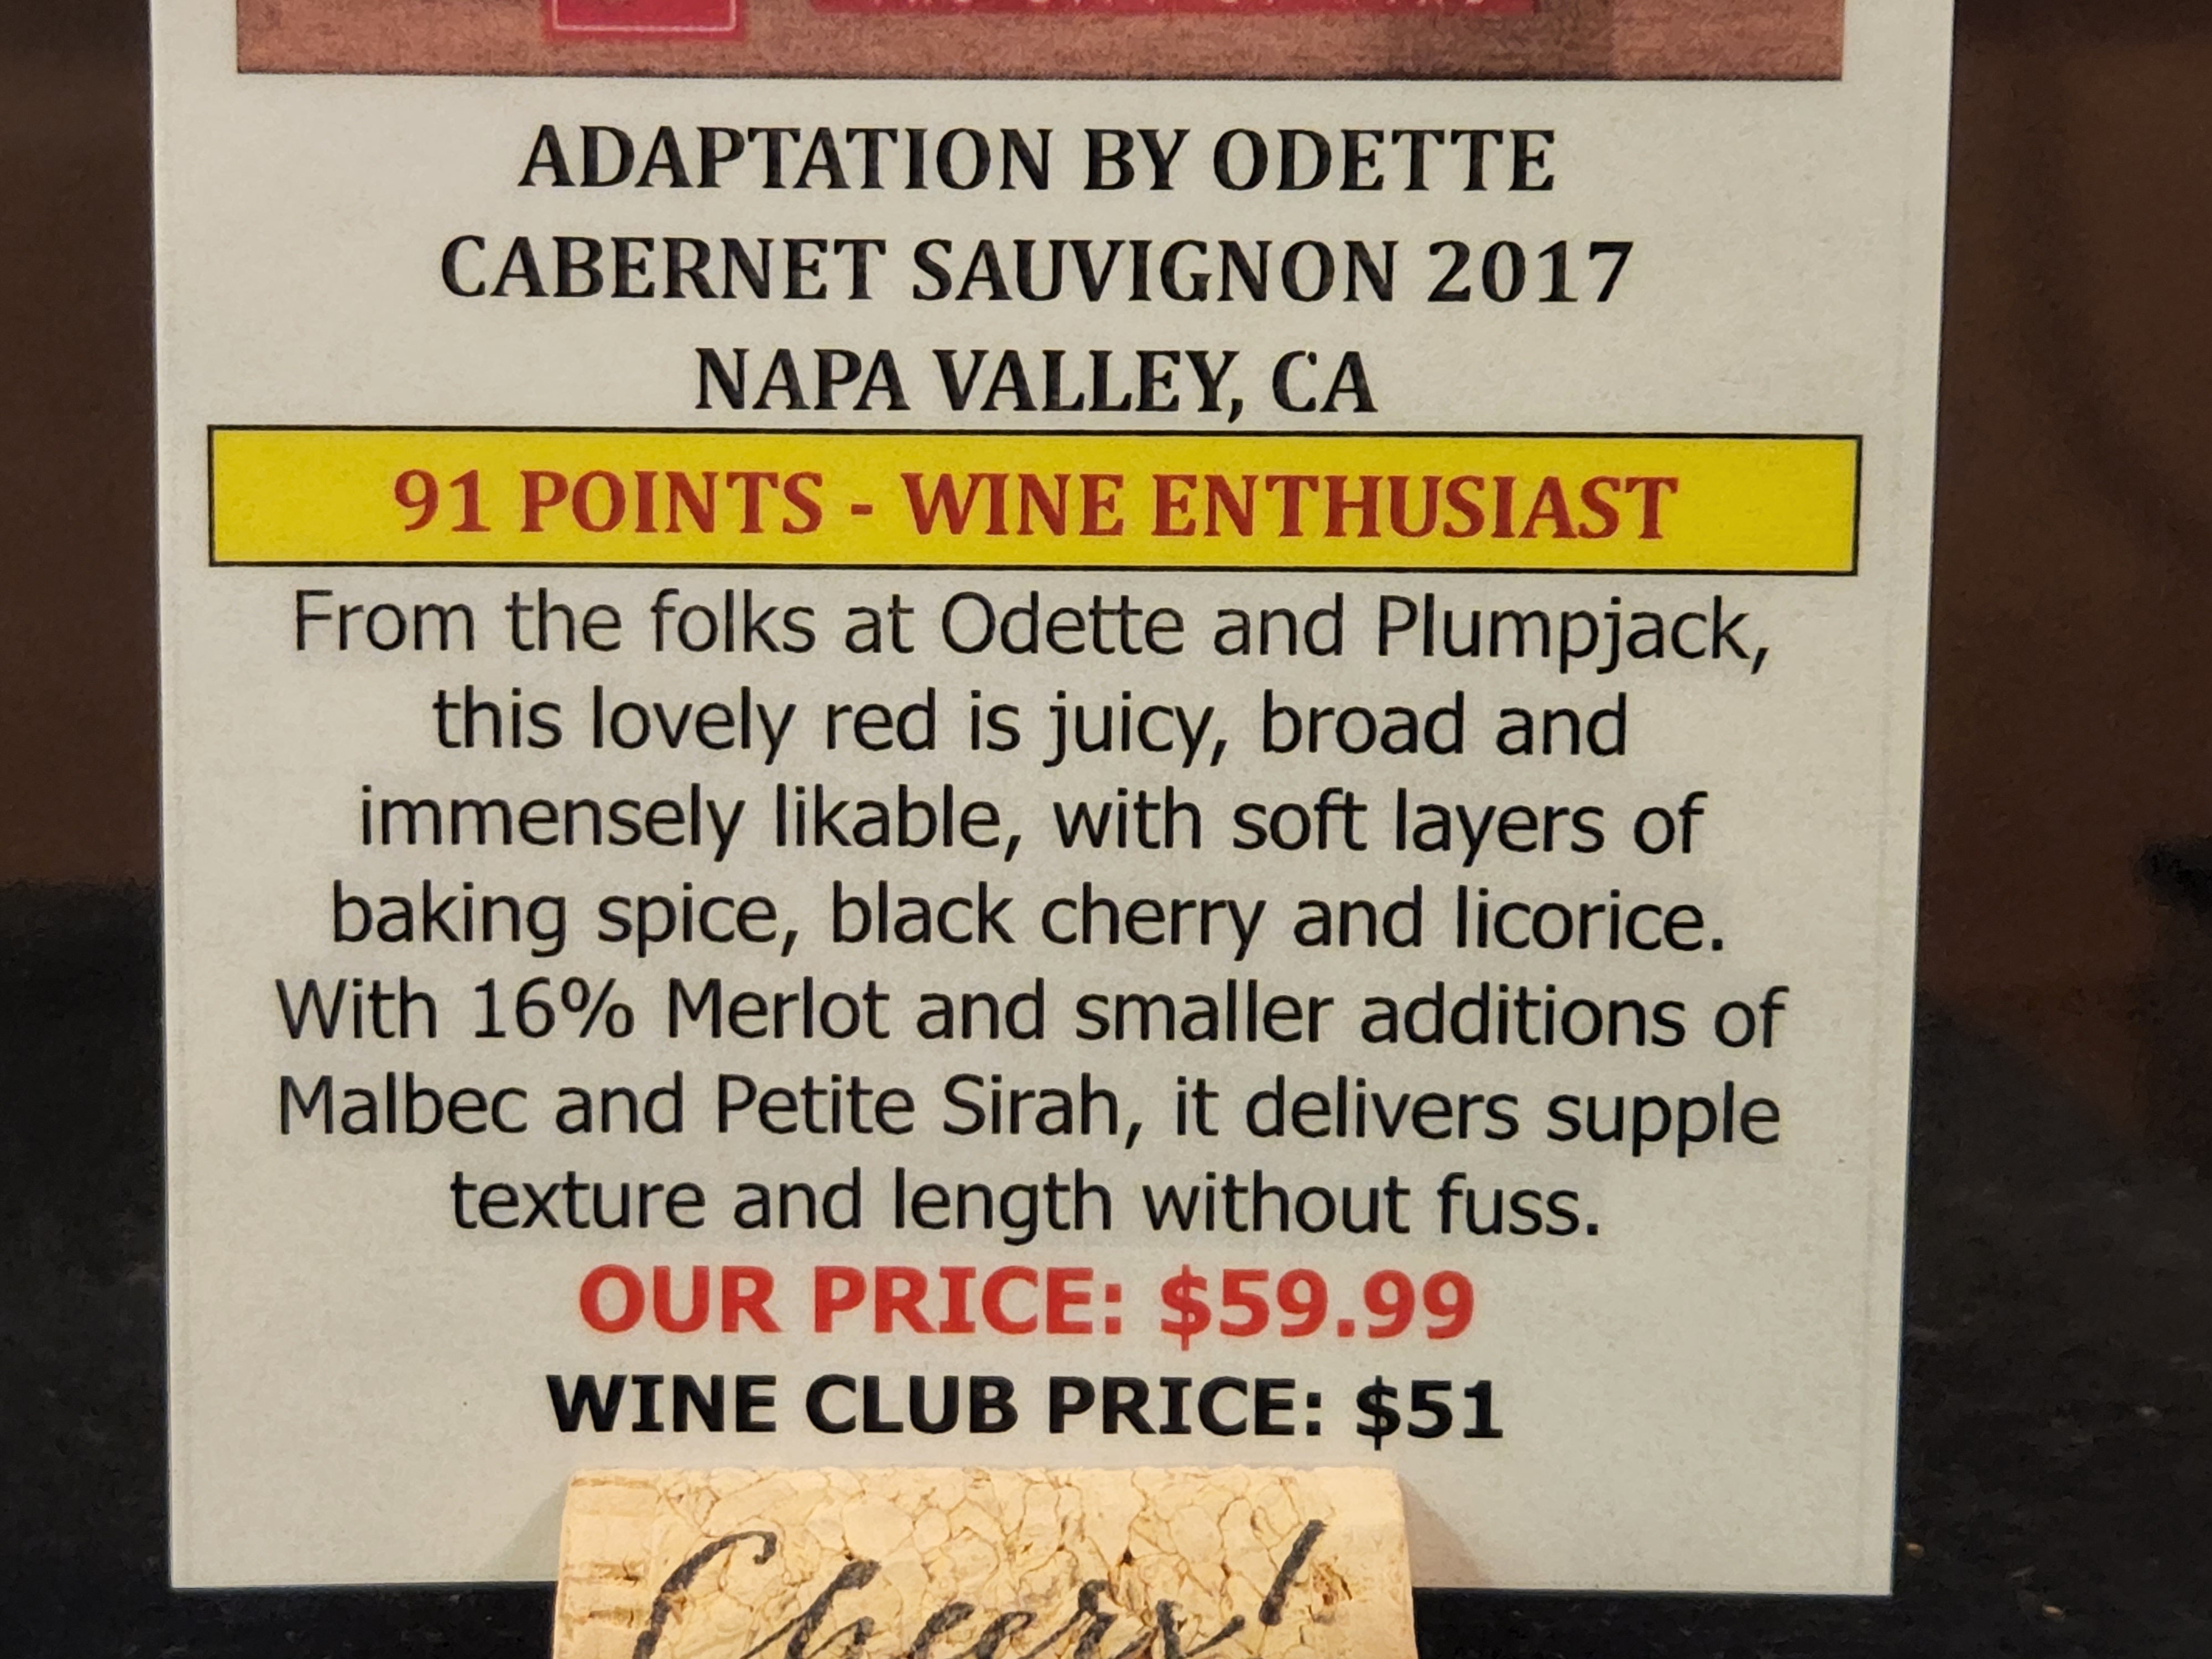 ADAPTATION BY ODETTE
CABERNET SAUVIGNON 2017
NAPA VALLEY, CA
91 POINTS - WINE ENTHUSIAST
From the folks at Odette and Plumpjack,
this lovely red is juicy, broad and
immensely likable, with soft layers of
baking spice, black cherry and licorice.
With 16% Merlot and smaller additions of
Malbec and Petite Sirah, it delivers supple
texture and length without fuss.
OUR PRICE: $59.99
WINE CLUB PRICE: $51
Cheers!